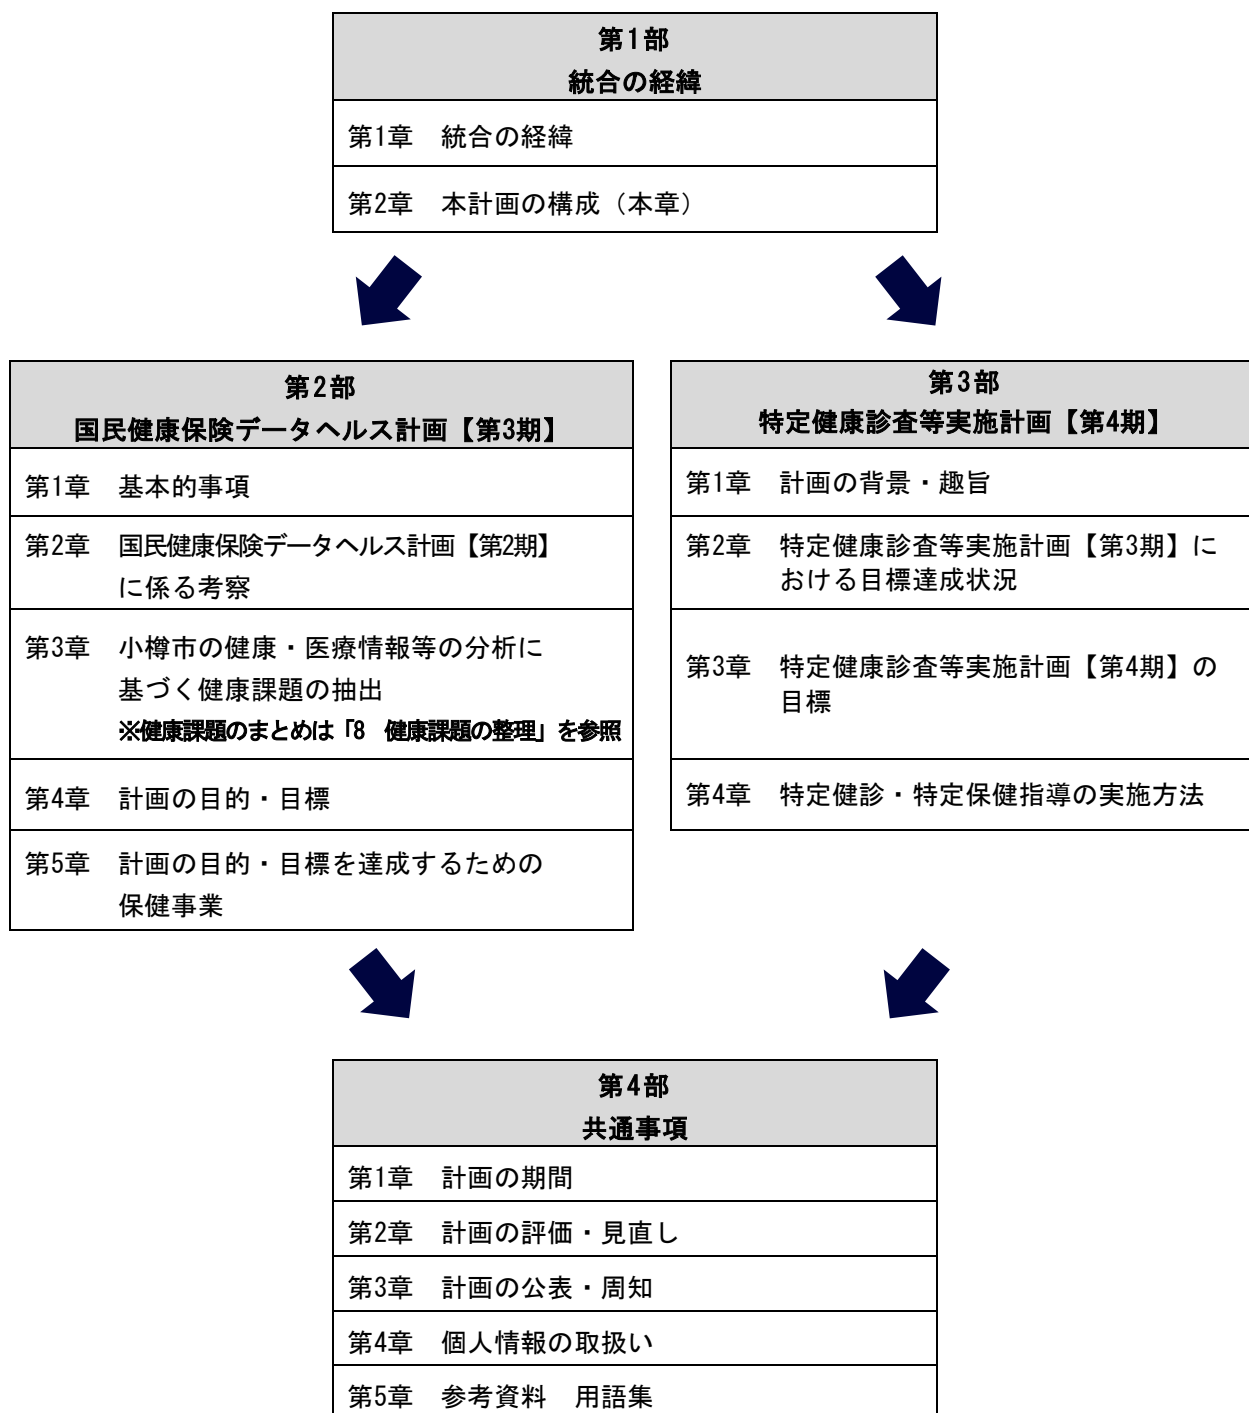 第1部
統合の経緯
第1章　統合の経緯
第2章　本計画の構成（本章）
第2部
国民健康保険データヘルス計画【第3期】
第1章　基本的事項
第2章　国民健康保険データヘルス計画【第2期】
に係る考察
第3章　小樽市の健康・医療情報等の分析に
基づく健康課題の抽出
※健康課題のまとめは「8　健康課題の整理」を参照
第4章　計画の目的・目標
第5章　計画の目的・目標を達成するための
保健事業
第3部
特定健康診査等実施計画【第4期】
第1章　計画の背景・趣旨
第2章　特定健康診査等実施計画【第3期】に
おける目標達成状況
第3章　特定健康診査等実施計画【第4期】の
目標
第4章　特定健診・特定保健指導の実施方法
第4部
共通事項
第1章　計画の期間
第2章　計画の評価・見直し
第3章　計画の公表・周知
第4章　個人情報の取扱い
第5章　参考資料　用語集